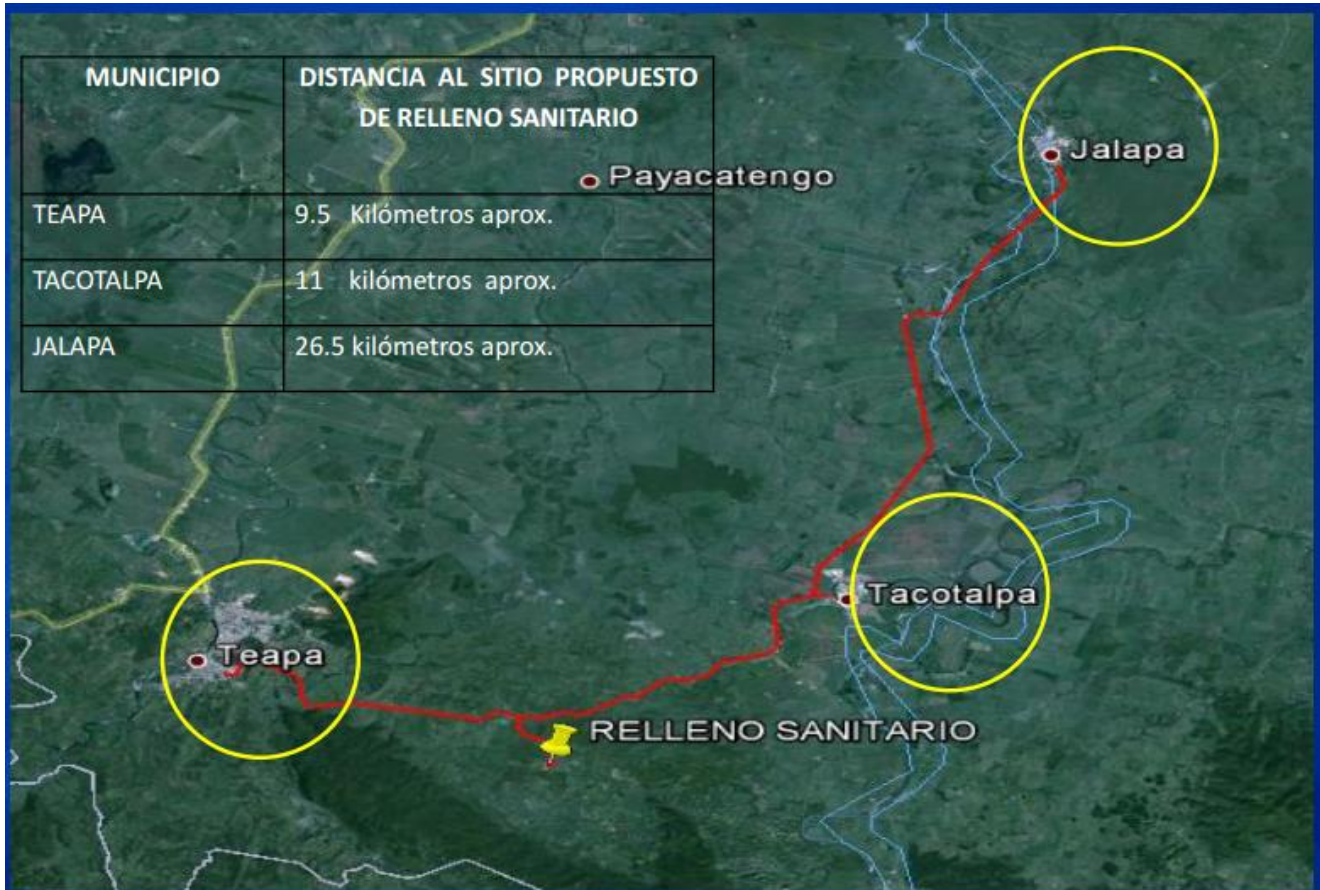 MUNICIPIO
DISTANCIA AL SITIO PROPUESTO
DE RELLENO SANITARIO
TEAPA
9.5 Kilómetros aprox.
TACOTALPA
11 kilómetros aprox.
JALAPA
26.5 kilómetros aprox.
Payacatengo
Jalapa
Tacotalpa
Teapa
RELLENO SANITARIO